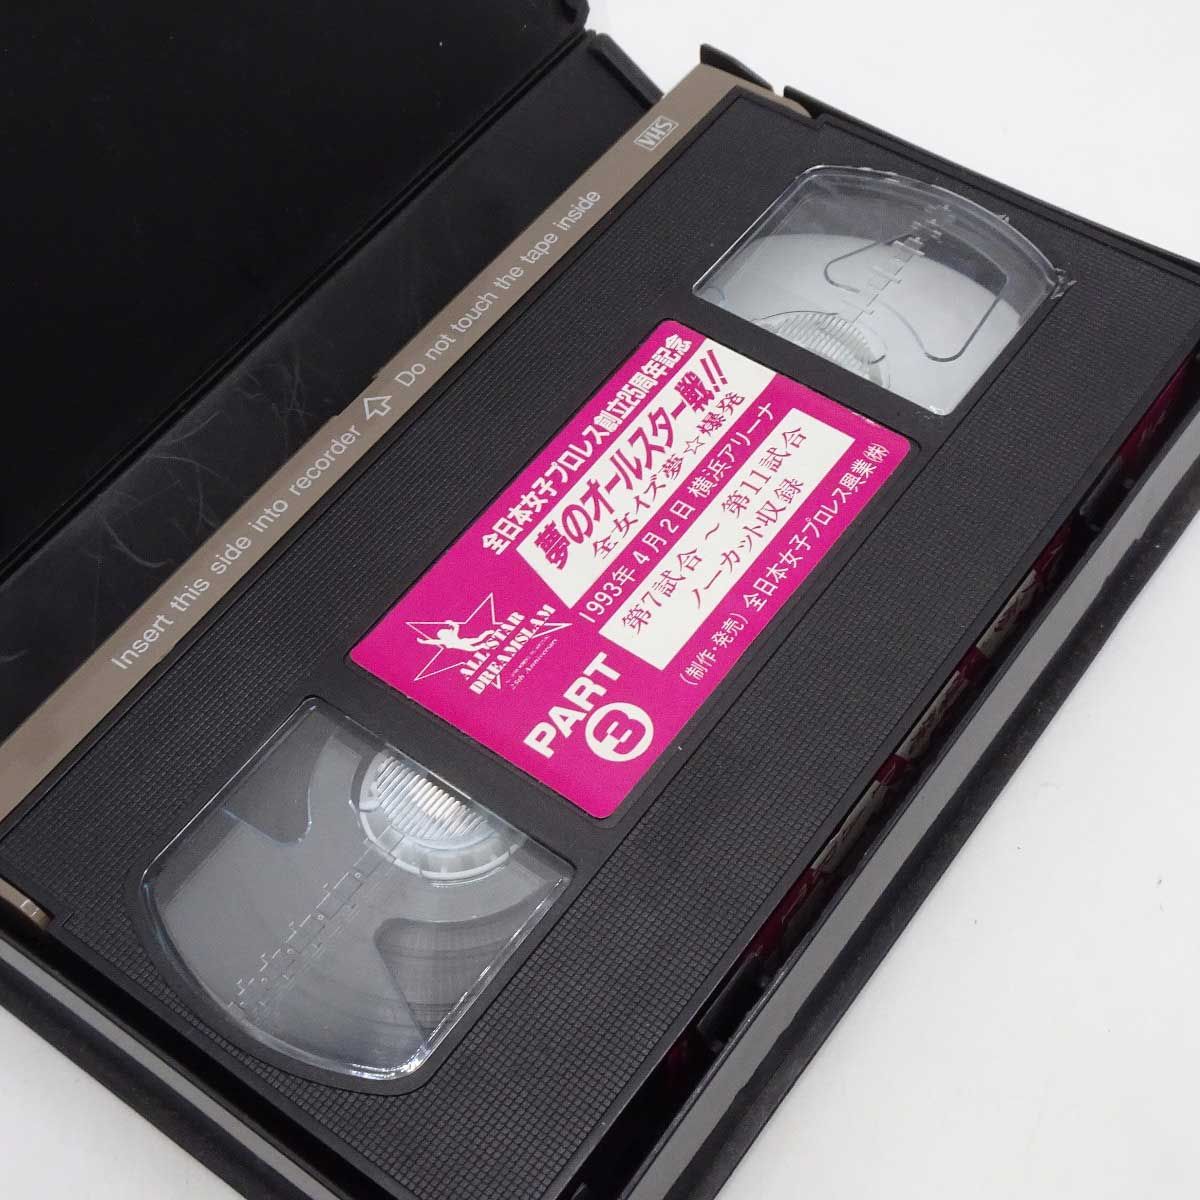 VHS
Insert this side into recorder ⇧ Do not touch the tape inside
全日本女子プロレス創立25周年記念
夢のオールスター戦!!
全女イズ夢☆爆発
1993年4月2日 横浜アリーナ
第7試合 ~ 第11試合
ノーカット収録
(制作・発売) 全日本女子プロレス興業(株)
ALL STAR
DREAMSLAM
25th Anniversary
PART
3